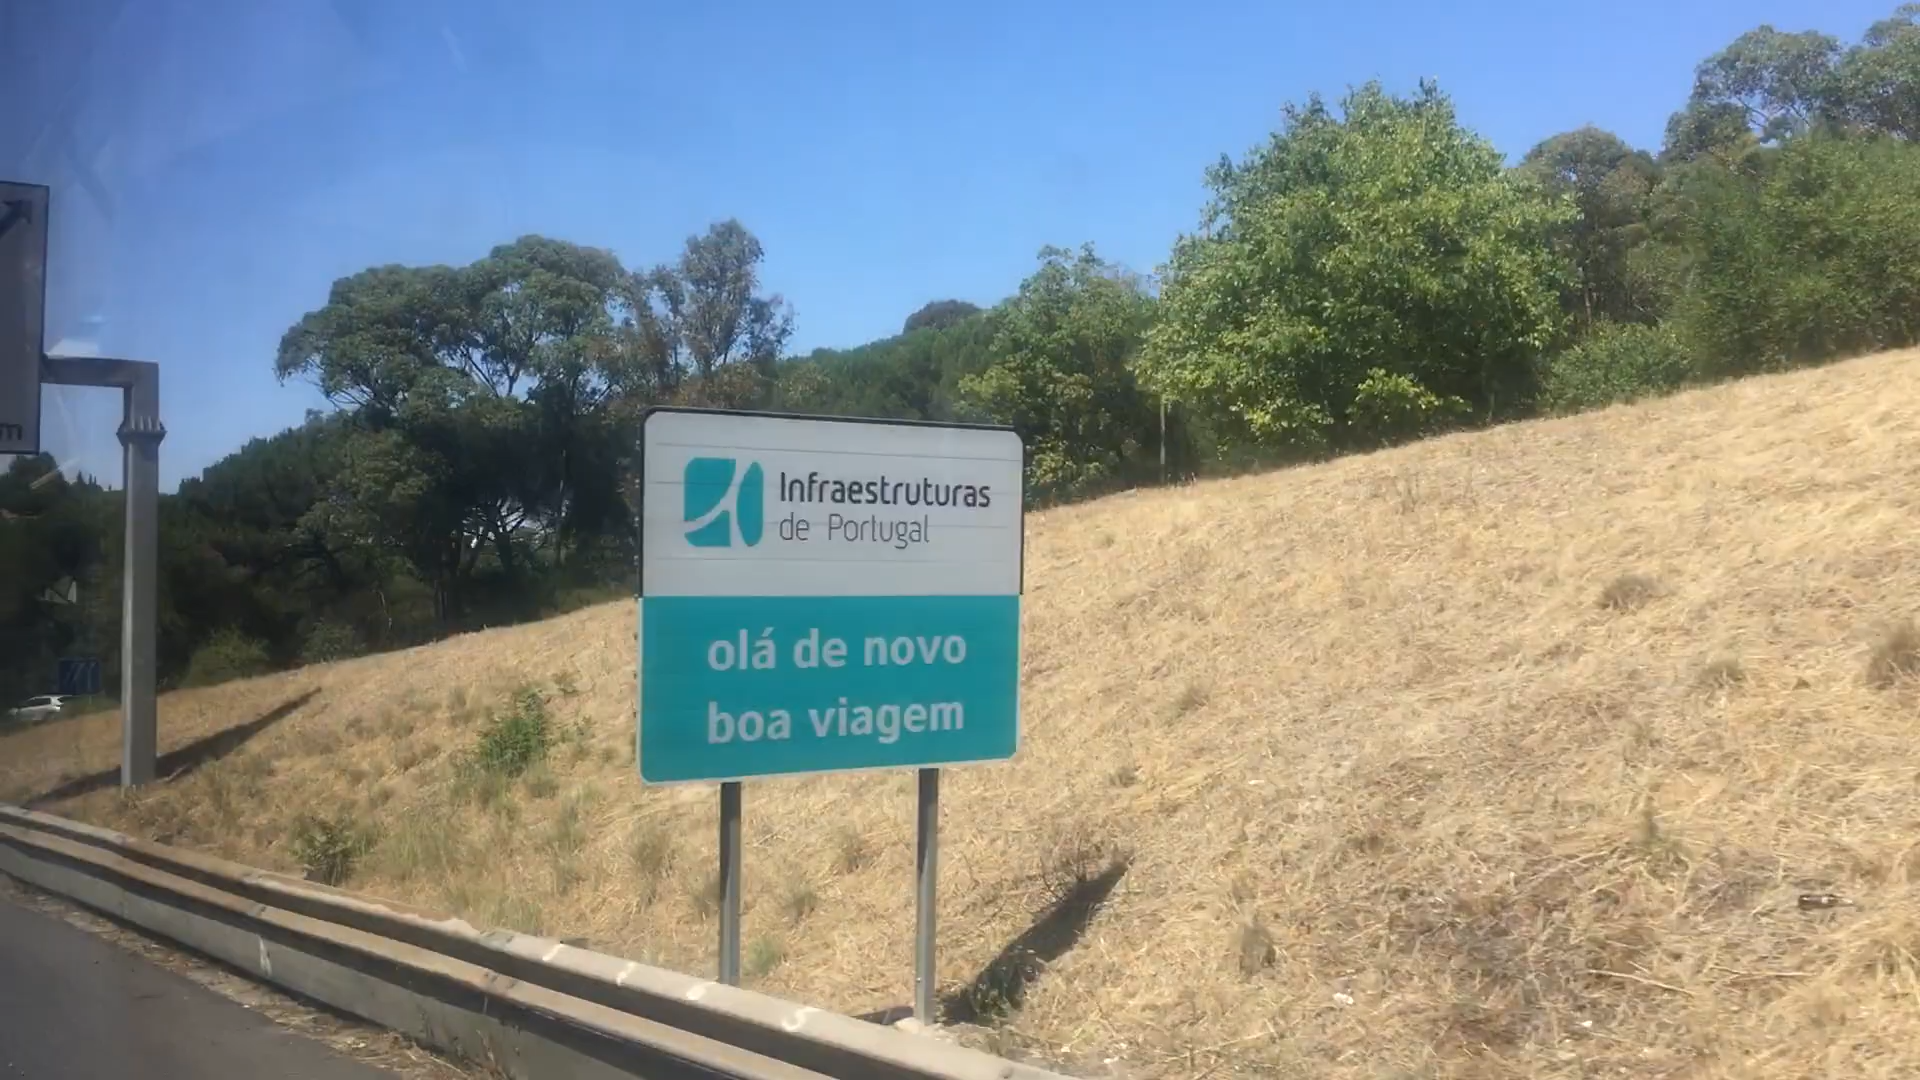 Infraestruturas
de Portugal
olá de novo
boa viagem
m